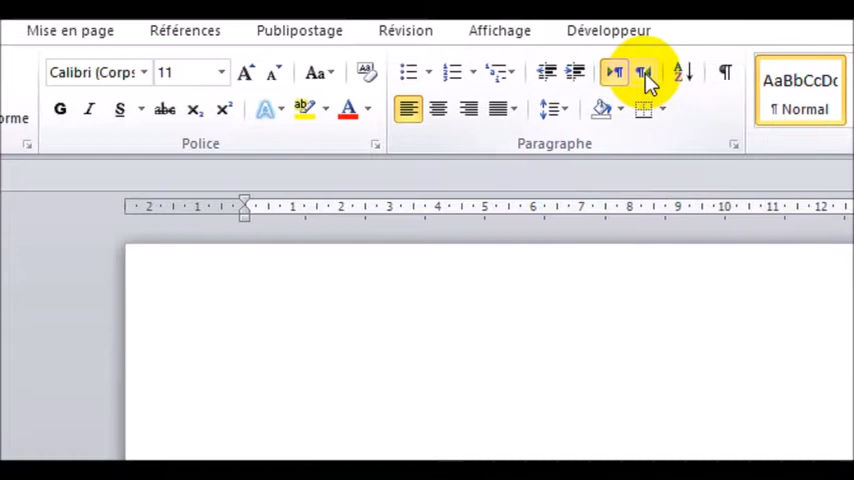 Mise en page Références Publipostage Révision Affichage Développeur
Calibri (Corps 11 Aa AaBbCcDc
orme G I S abc x₂ x² A ab A ¶ Normal
Police Paragraphe
2 1 1 2 3 4 5 6 7 8 9 10 11 12